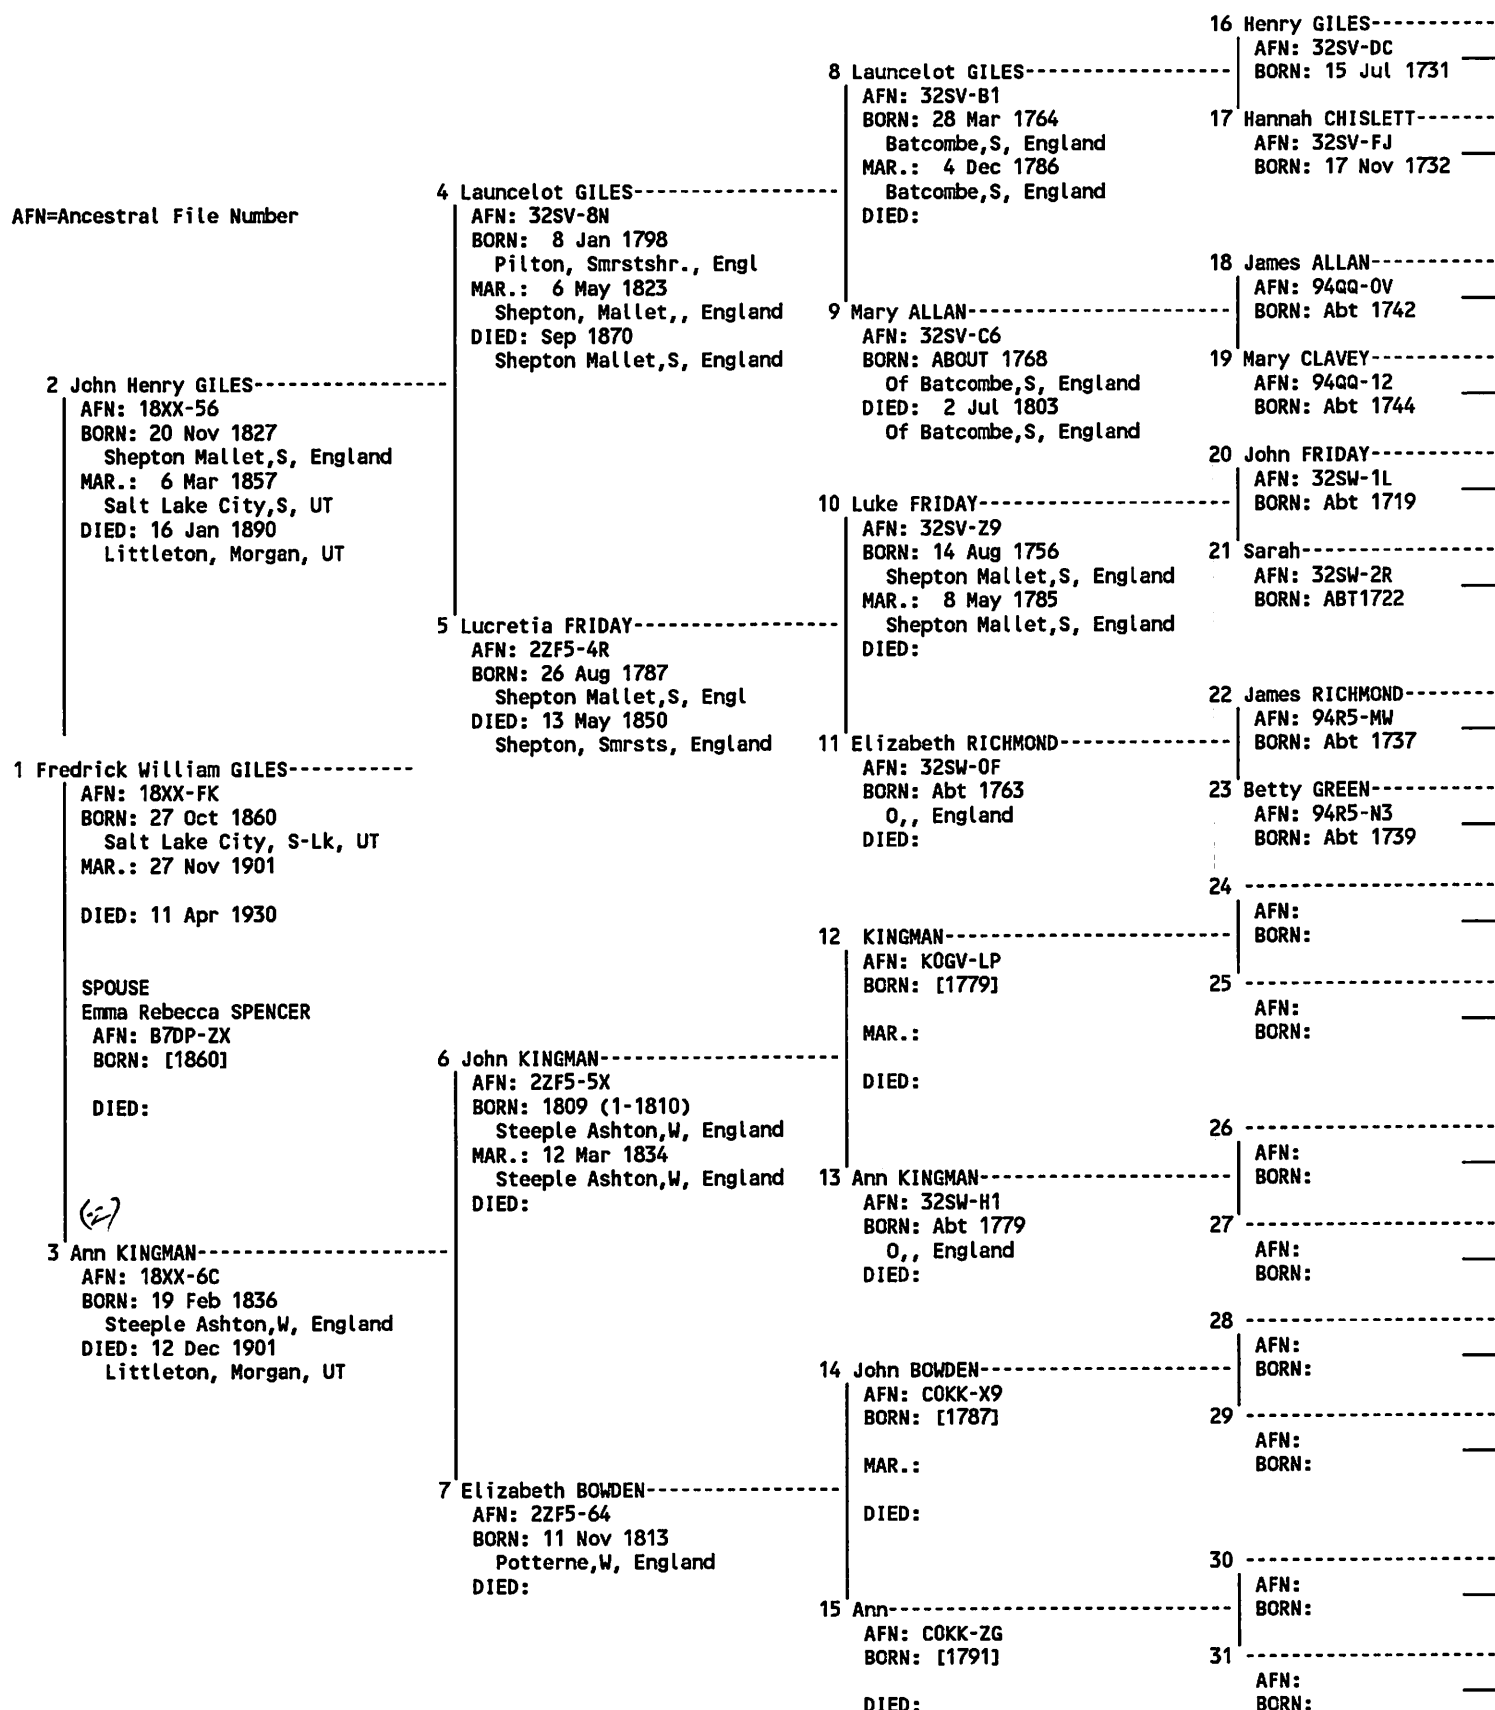 AFN=Ancestral File Number
1 Fredrick William GILES-----------
AFN: 18XX-FK
BORN: 27 Oct 1860
Salt Lake City, S-Lk, UT
MAR.: 27 Nov 1901
DIED: 11 Apr 1930
SPOUSE
Emma Rebecca SPENCER
AFN: B7DP-ZX
BORN: [1860]
DIED:
2 John Henry GILES----------------
AFN: 18XX-56
BORN: 20 Nov 1827
Shepton Mallet,S, England
MAR.: 6 Mar 1857
Salt Lake City,S, UT
DIED: 16 Jan 1890
Littleton, Morgan, UT
3 Ann KINGMAN---------------------
AFN: 18XX-6C
BORN: 19 Feb 1836
Steeple Ashton,W, England
DIED: 12 Dec 1901
Littleton, Morgan, UT
4 Launcelot GILES-----------------
AFN: 32SV-8N
BORN: 8 Jan 1798
Pilton, Smrstshr., Engl
MAR.: 6 May 1823
Shepton, Mallet,, England
DIED: Sep 1870
Shepton Mallet,S, England
5 Lucretia FRIDAY-----------------
AFN: 2ZF5-4R
BORN: 26 Aug 1787
Shepton Mallet,S, Engl
DIED: 13 May 1850
Shepton, Smrsts, England
6 John KINGMAN--------------------
AFN: 2ZF5-5X
BORN: 1809 (1-1810)
Steeple Ashton,W, England
MAR.: 12 Mar 1834
Steeple Ashton,W, England
DIED:
7 Elizabeth BOWDEN----------------
AFN: 2ZF5-64
BORN: 11 Nov 1813
Potterne,W, England
DIED:
8 Launcelot GILES-----------------
AFN: 32SV-B1
BORN: 28 Mar 1764
Batcombe,S, England
MAR.: 4 Dec 1786
Batcombe,S, England
DIED:
9 Mary ALLAN----------------------
AFN: 32SV-C6
BORN: ABOUT 1768
Of Batcombe,S, England
DIED: 2 Jul 1803
Of Batcombe,S, England
10 Luke FRIDAY---------------------
AFN: 32SV-Z9
BORN: 14 Aug 1756
Shepton Mallet,S, England
MAR.: 8 May 1785
Shepton Mallet,S, England
DIED:
11 Elizabeth RICHMOND--------------
AFN: 32SW-0F
BORN: Abt 1763
O,, England
DIED:
12 KINGMAN------------------------
AFN: K0GV-LP
BORN: [1779]
MAR.:
DIED:
13 Ann KINGMAN---------------------
AFN: 32SW-H1
BORN: Abt 1779
O,, England
DIED:
14 John BOWDEN---------------------
AFN: C0KK-X9
BORN: [1787]
MAR.:
DIED:
15 Ann-----------------------------
AFN: C0KK-ZG
BORN: [1791]
DIED:
16 Henry GILES-----------
AFN: 32SV-DC
BORN: 15 Jul 1731
17 Hannah CHISLETT-------
AFN: 32SV-FJ
BORN: 17 Nov 1732
18 James ALLAN-----------
AFN: 94QQ-0V
BORN: Abt 1742
19 Mary CLAVEY-----------
AFN: 94QQ-12
BORN: Abt 1744
20 John FRIDAY-----------
AFN: 32SW-1L
BORN: Abt 1719
21 Sarah-----------------
AFN: 32SW-2R
BORN: ABT1722
22 James RICHMOND--------
AFN: 94R5-MW
BORN: Abt 1737
23 Betty GREEN-----------
AFN: 94R5-N3
BORN: Abt 1739
24 ----------------------
AFN:
BORN:
25 ----------------------
AFN:
BORN:
26 ----------------------
AFN:
BORN:
27 ----------------------
AFN:
BORN:
28 ----------------------
AFN:
BORN:
29 ----------------------
AFN:
BORN:
30 ----------------------
AFN:
BORN:
31 ----------------------
AFN:
BORN: